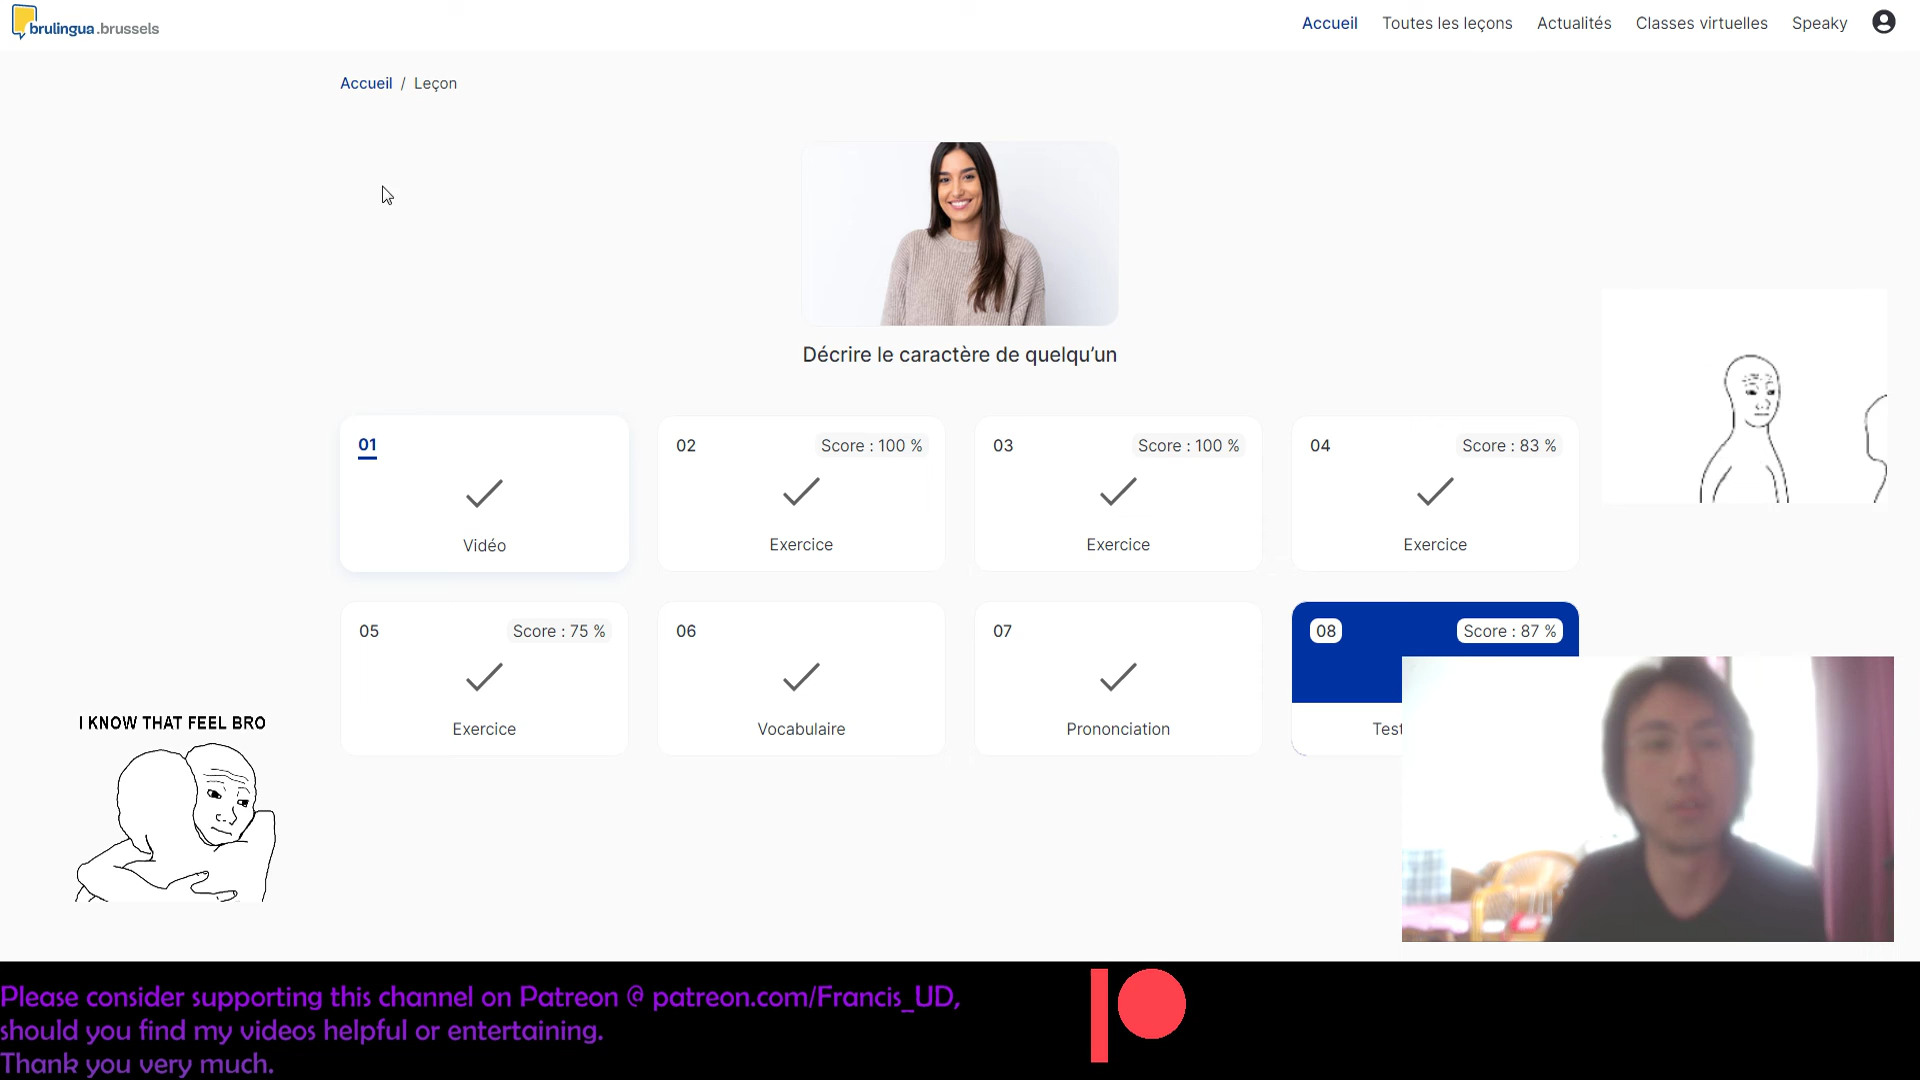 brulingua.brussels
Accueil
Toutes les leçons
Actualités
Classes virtuelles
Speaky
Accueil / Leçon
Décrire le caractère de quelqu’un
01
Vidéo
02
Score : 100 %
Exercice
03
Score : 100 %
Exercice
04
Score : 83 %
Exercice
05
Score : 75 %
Exercice
06
Vocabulaire
07
Prononciation
08
Score : 87 %
Test
I KNOW THAT FEEL BRO
Please consider supporting this channel on Patreon @ patreon.com/Francis_UD,
should you find my videos helpful or entertaining.
Thank you very much.